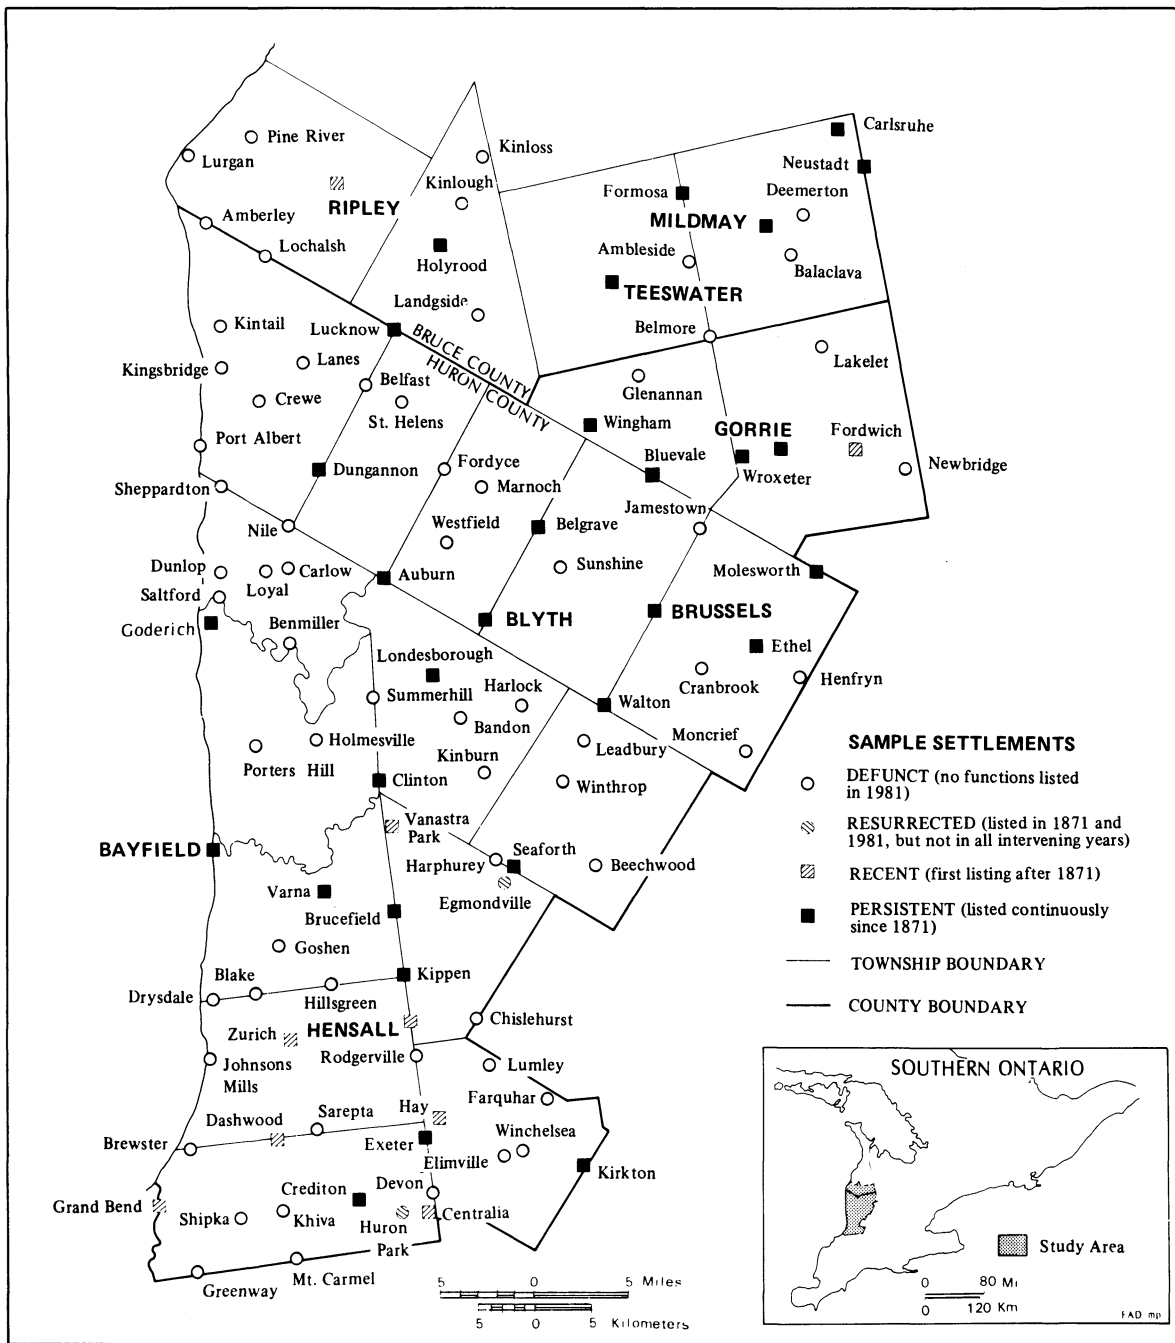 Carlsruhe
Pine River
Lurgan
Kinloss
Neustadt
Kinlough
Formosa
Deemerton
RIPLEY
MILDMAY
Amberley
Ambleside
Lochalsh
Holyrood
Balaclava
TEESWATER
Landgside
Kintail
Lucknow
BRUCE COUNTY
HURON COUNTY
Belmore
Lakelet
Kingsbridge
Lanes
Belfast
Crewe
St. Helens
Glenannan
Wingham
GORRIE
Fordwich
Port Albert
Bluevale
Newbridge
Dungannon
Fordyce
Wroxeter
Sheppardton
Marnoch
Jamestown
Nile
Westfield
Belgrave
Dunlop
Loyal
Carlow
Auburn
Sunshine
Molesworth
Saltford
Goderich
Benmiller
BLYTH
BRUSSELS
Londesborough
Ethel
Summerhill
Harlock
Cranbrook
Henfryn
Bandon
Walton
Holmesville
Leadbury
Moncrief
Porters Hill
Kinburn
Clinton
Winthrop
Vanastra
Park
BAYFIELD
Harphurey
Seaforth
Beechwood
Varna
Egmondville
Brucefield
Goshen
Blake
Kippen
Drysdale
Hillsgreen
Zurich
HENSALL
Chislehurst
Johnsons
Mills
Rodgerville
Lumley
Dashwood
Sarepta
Hay
Farquhar
Brewster
Exeter
Winchelsea
Elimville
Kirkton
Grand Bend
Crediton
Devon
Shipka
Khiva
Huron
Park
Centralia
Greenway
Mt. Carmel
5 0 5 Miles
5 0 5 Kilometers
SAMPLE SETTLEMENTS
DEFUNCT (no functions listed
in 1981)
RESURRECTED (listed in 1871 and
1981, but not in all intervening years)
RECENT (first listing after 1871)
PERSISTENT (listed continuously
since 1871)
TOWNSHIP BOUNDARY
COUNTY BOUNDARY
SOUTHERN ONTARIO
Study Area
0 80 Mi
0 120 Km
FAD mp